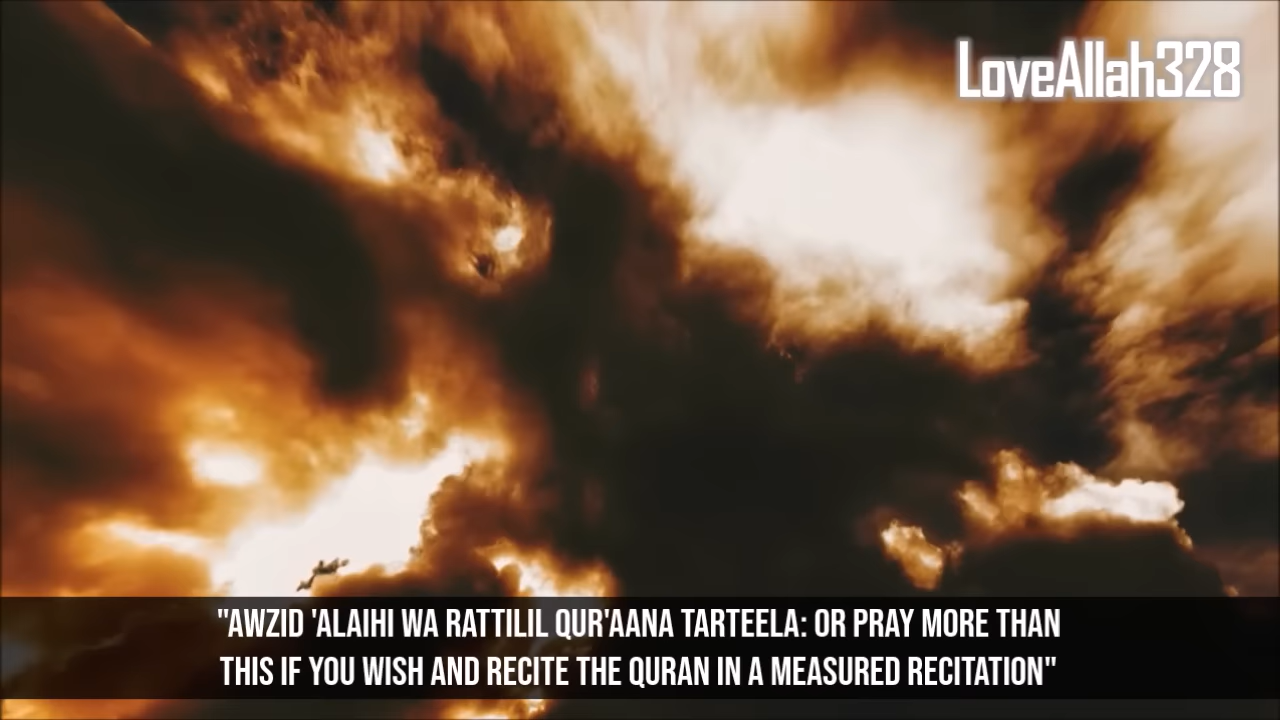 LoveAllah328
"AWZID 'ALAIHI WA RATTILIL QUR'AANA TARTEELA: OR PRAY MORE THAN
THIS IF YOU WISH AND RECITE THE QURAN IN A MEASURED RECITATION"